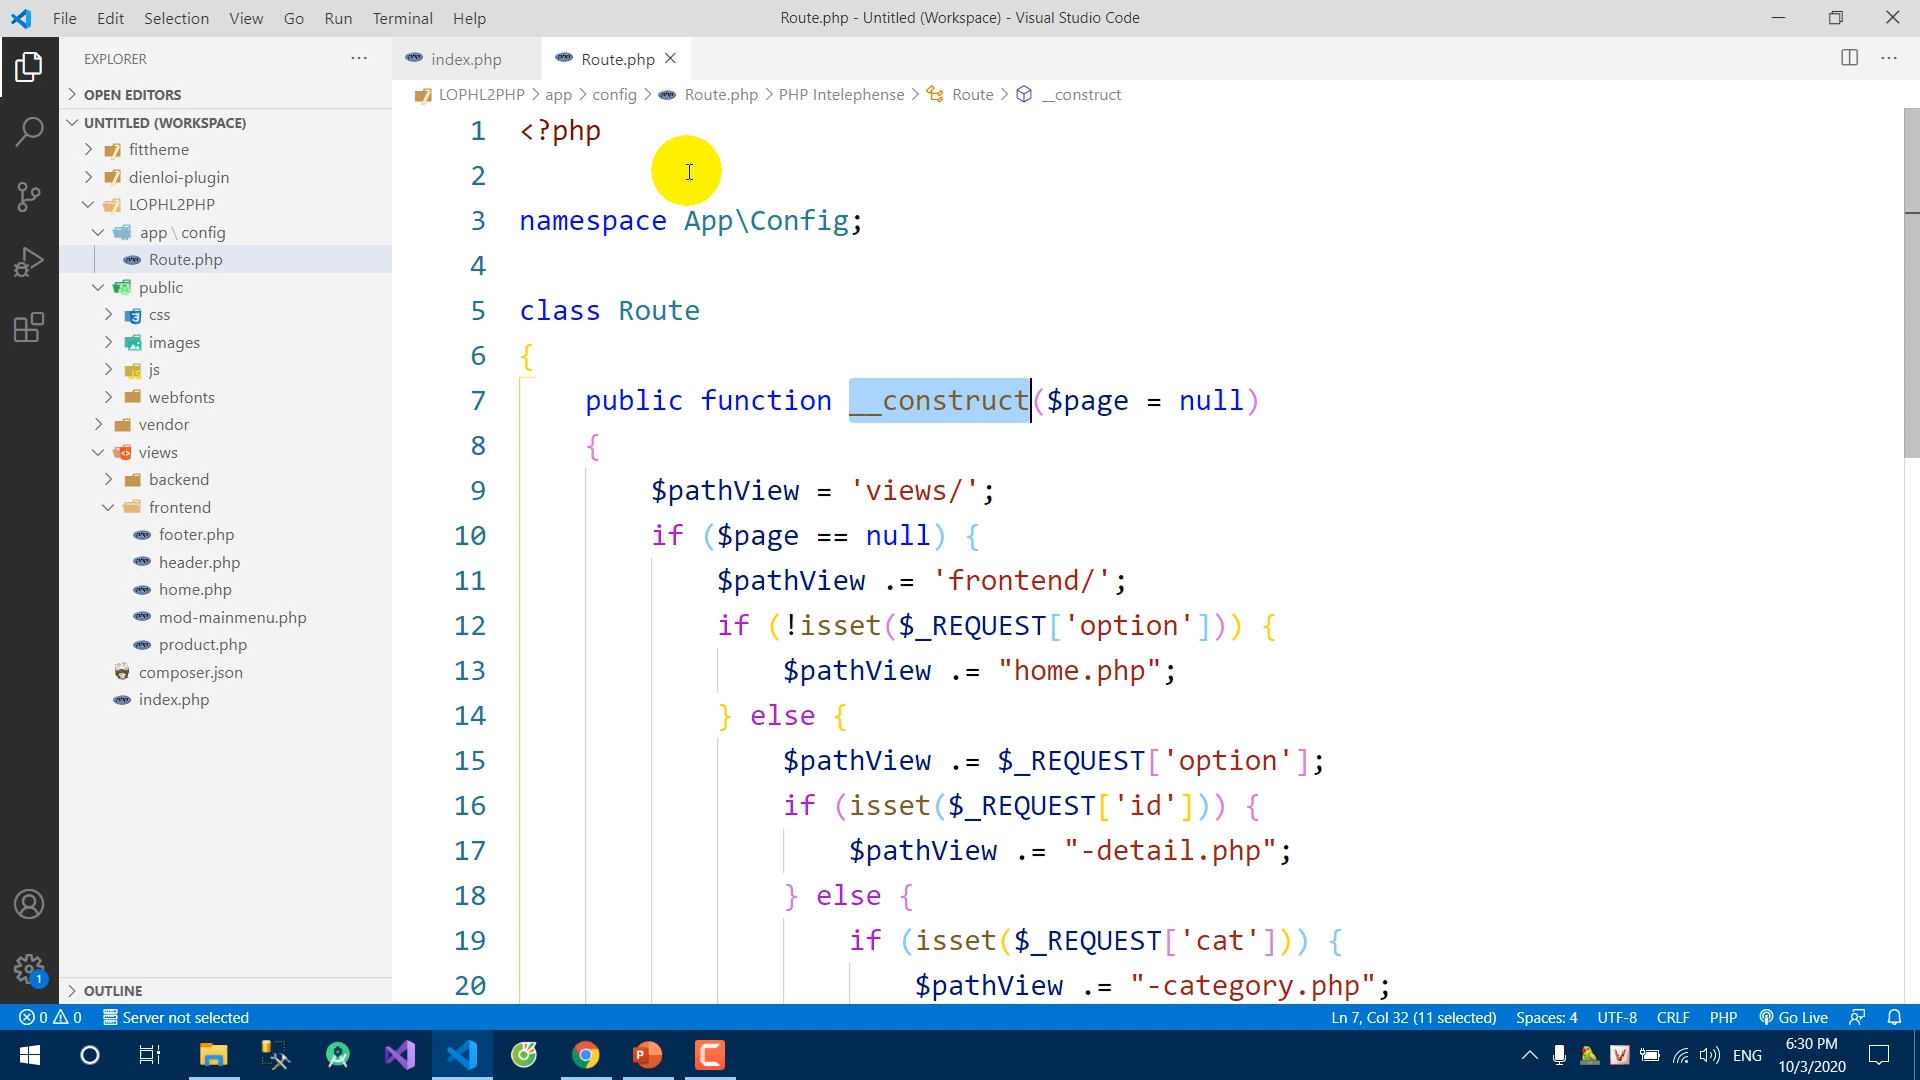 File Edit Selection View Go Run Terminal Help
Route.php - Untitled (Workspace) - Visual Studio Code
EXPLORER
index.php
Route.php
OPEN EDITORS
LOPHL2PHP > app > config > Route.php > PHP Intelephense > Route > __construct
UNTITLED (WORKSPACE)
fittheme
dienloi-plugin
LOPHL2PHP
app \ config
Route.php
public
css
images
js
webfonts
vendor
views
backend
frontend
footer.php
header.php
home.php
mod-mainmenu.php
product.php
composer.json
index.php
OUTLINE
1 <?php
2
3 namespace App\Config;
4
5 class Route
6 {
7 public function __construct($page = null)
8 {
9 $pathView = 'views/';
10 if ($page == null) {
11 $pathView .= 'frontend/';
12 if (!isset($_REQUEST['option'])) {
13 $pathView .= "home.php";
14 } else {
15 $pathView .= $_REQUEST['option'];
16 if (isset($_REQUEST['id'])) {
17 $pathView .= "-detail.php";
18 } else {
19 if (isset($_REQUEST['cat'])) {
20 $pathView .= "-category.php";
1
0 0 Server not selected
Ln 7, Col 32 (11 selected) Spaces: 4 UTF-8 CRLF PHP Go Live
ENG
6:30 PM
10/3/2020